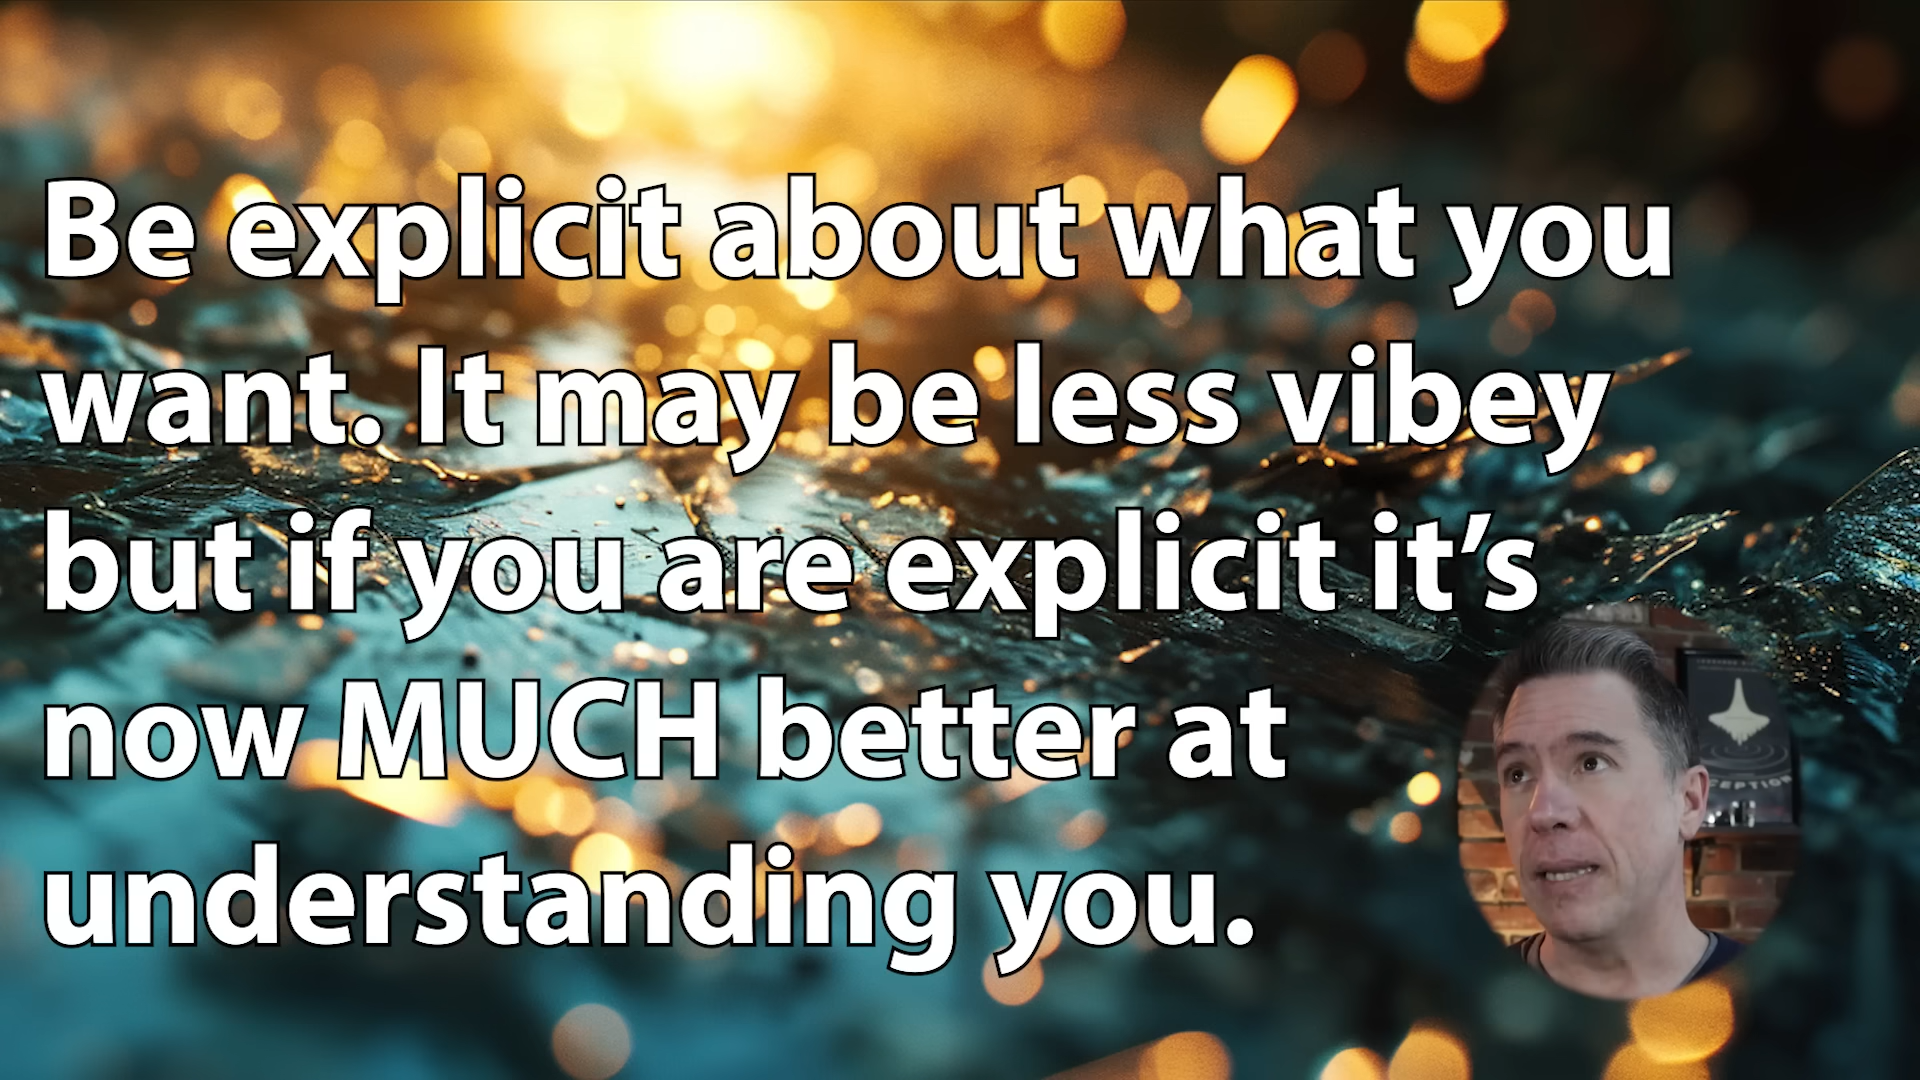 Be explicit about what you
want. It may be less vibey
but if you are explicit it’s
now MUCH better at
understanding you.